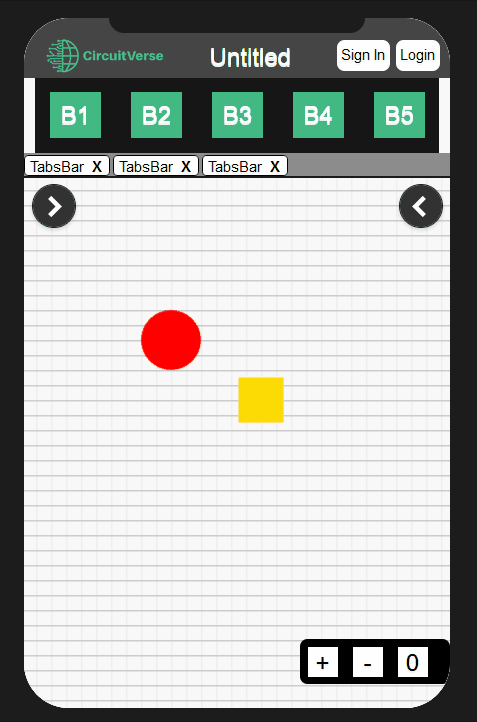 CircuitVerse Untitled Sign In Login
B1 B2 B3 B4 B5
TabsBar X TabsBar X TabsBar X
+ - 0